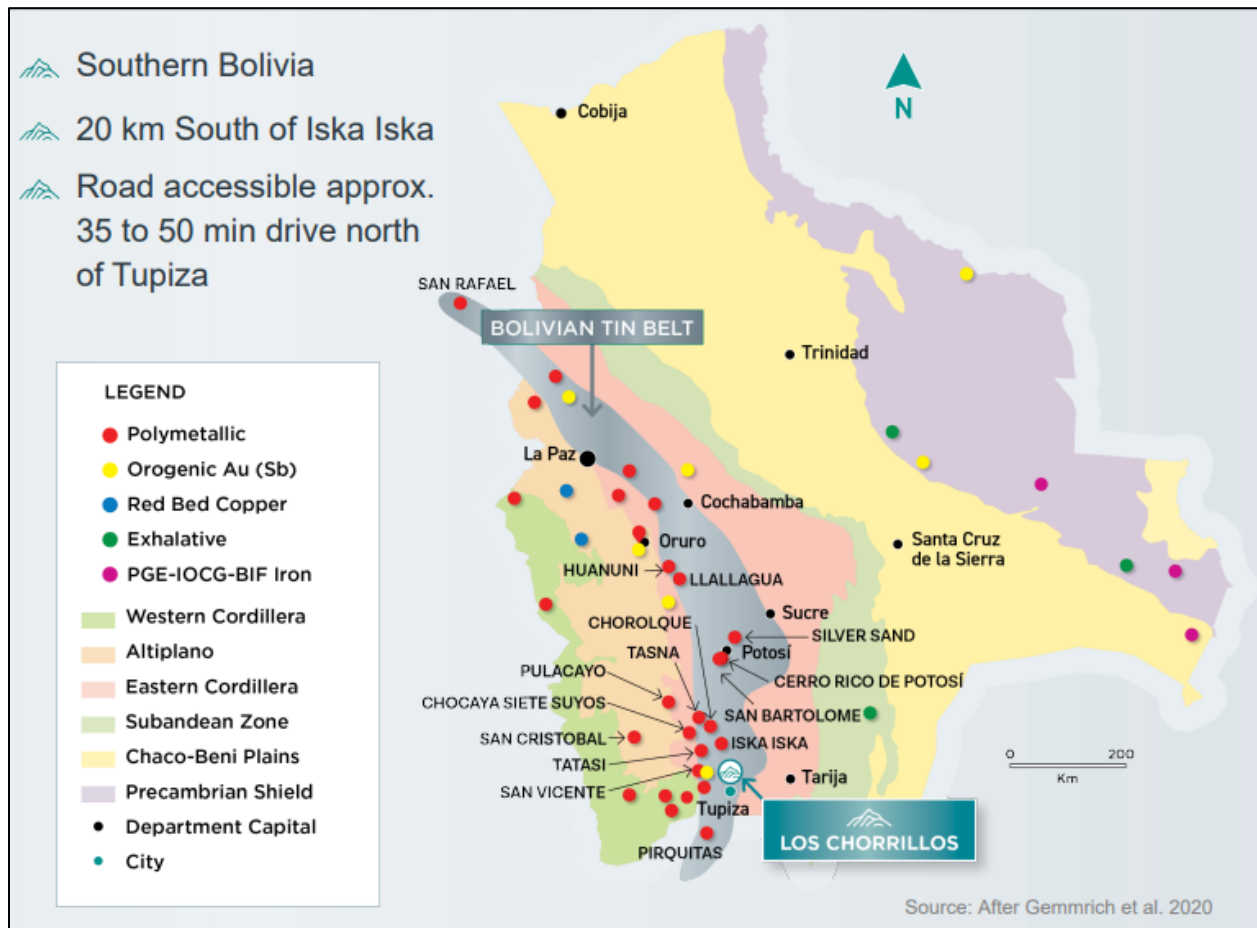 Southern Bolivia
20 km South of Iska Iska
Road accessible approx.
35 to 50 min drive north
of Tupiza
N
Cobija
SAN RAFAEL
BOLIVIAN TIN BELT
Trinidad
La Paz
Cochabamba
Oruro
Santa Cruz
de la Sierra
HUANUNI
LLALLAGUA
CHOROLQUE
Sucre
SILVER SAND
TASNA
Potosí
PULACAYO
CERRO RICO DE POTOSÍ
CHOCAYA SIETE SUYOS
SAN BARTOLOME
SAN CRISTOBAL
ISKA ISKA
TATASI
Tarija
SAN VICENTE
Tupiza
LOS CHORRILLOS
PIRQUITAS
0 200
Km
LEGEND
Polymetallic
Orogenic Au (Sb)
Red Bed Copper
Exhalative
PGE-IOCG-BIF Iron
Western Cordillera
Altiplano
Eastern Cordillera
Subandean Zone
Chaco-Beni Plains
Precambrian Shield
Department Capital
City
Source: After Gemmrich et al. 2020